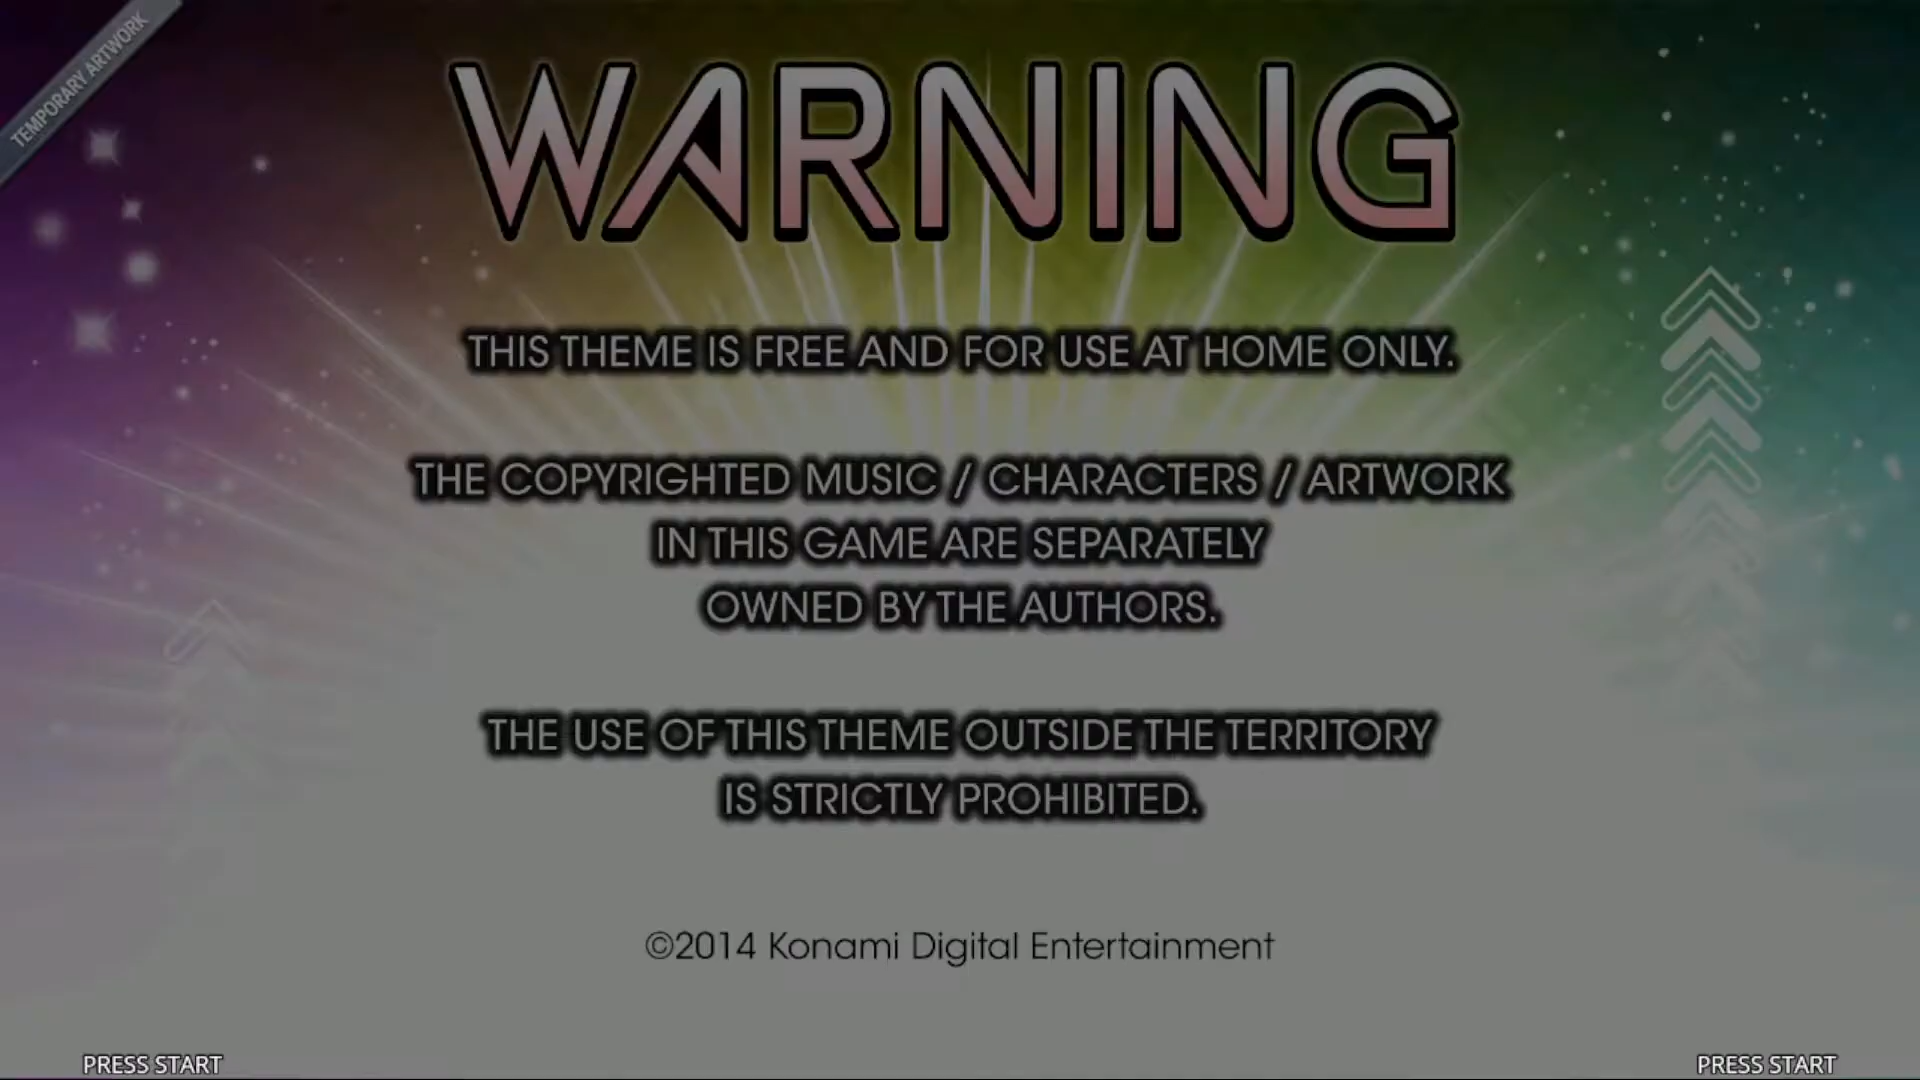 TEMPORARY ARTWORK
WARNING
THIS THEME IS FREE AND FOR USE AT HOME ONLY.
THE COPYRIGHTED MUSIC / CHARACTERS / ARTWORK
IN THIS GAME ARE SEPARATELY
OWNED BY THE AUTHORS.
THE USE OF THIS THEME OUTSIDE THE TERRITORY
IS STRICTLY PROHIBITED.
©2014 Konami Digital Entertainment
PRESS START
PRESS START